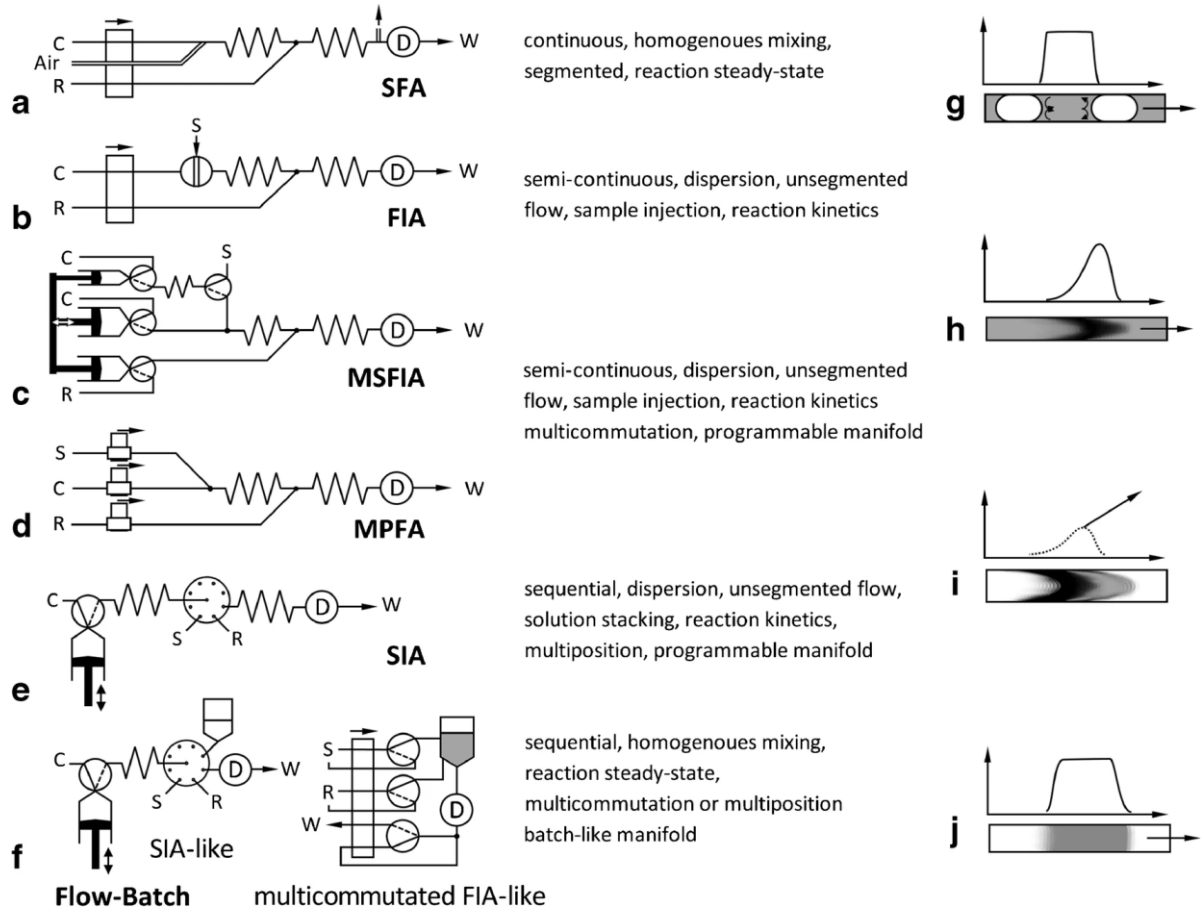 C
Air
R
D
W
SFA
a
continuous, homogenoues mixing,
segmented, reaction steady-state
g
S
C
R
D
W
FIA
b
semi-continuous, dispersion, unsegmented
flow, sample injection, reaction kinetics
C
S
C
R
D
W
MSFIA
c
semi-continuous, dispersion, unsegmented
flow, sample injection, reaction kinetics
multicommutation, programmable manifold
h
S
C
R
D
W
MPFA
d
C
S
R
D
W
SIA
e
sequential, dispersion, unsegmented flow,
solution stacking, reaction kinetics,
multiposition, programmable manifold
i
C
S
R
D
W
SIA-like
f
S
R
W
D
Flow-Batch
multicommutated FIA-like
sequential, homogenoues mixing,
reaction steady-state,
multicommutation or multiposition
batch-like manifold
j